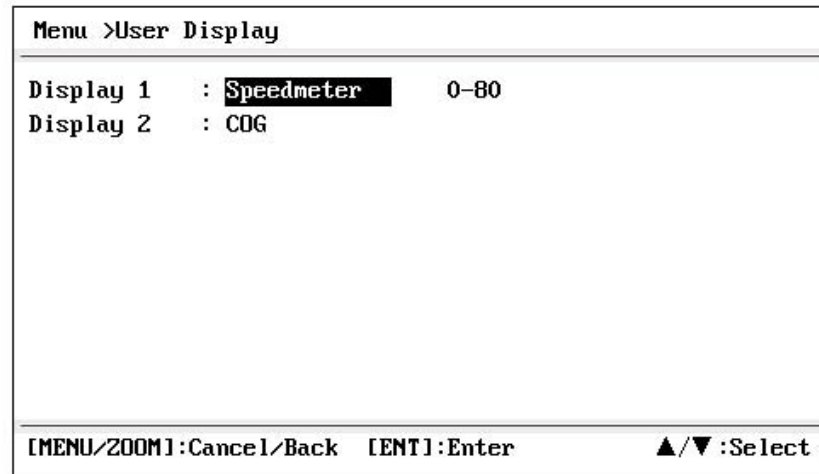 Menu >User Display
Display 1 : Speedmeter 0-80
Display 2 : COG
[MENU/ZOOM]:Cancel/Back [ENT]:Enter ▲/▼:Select